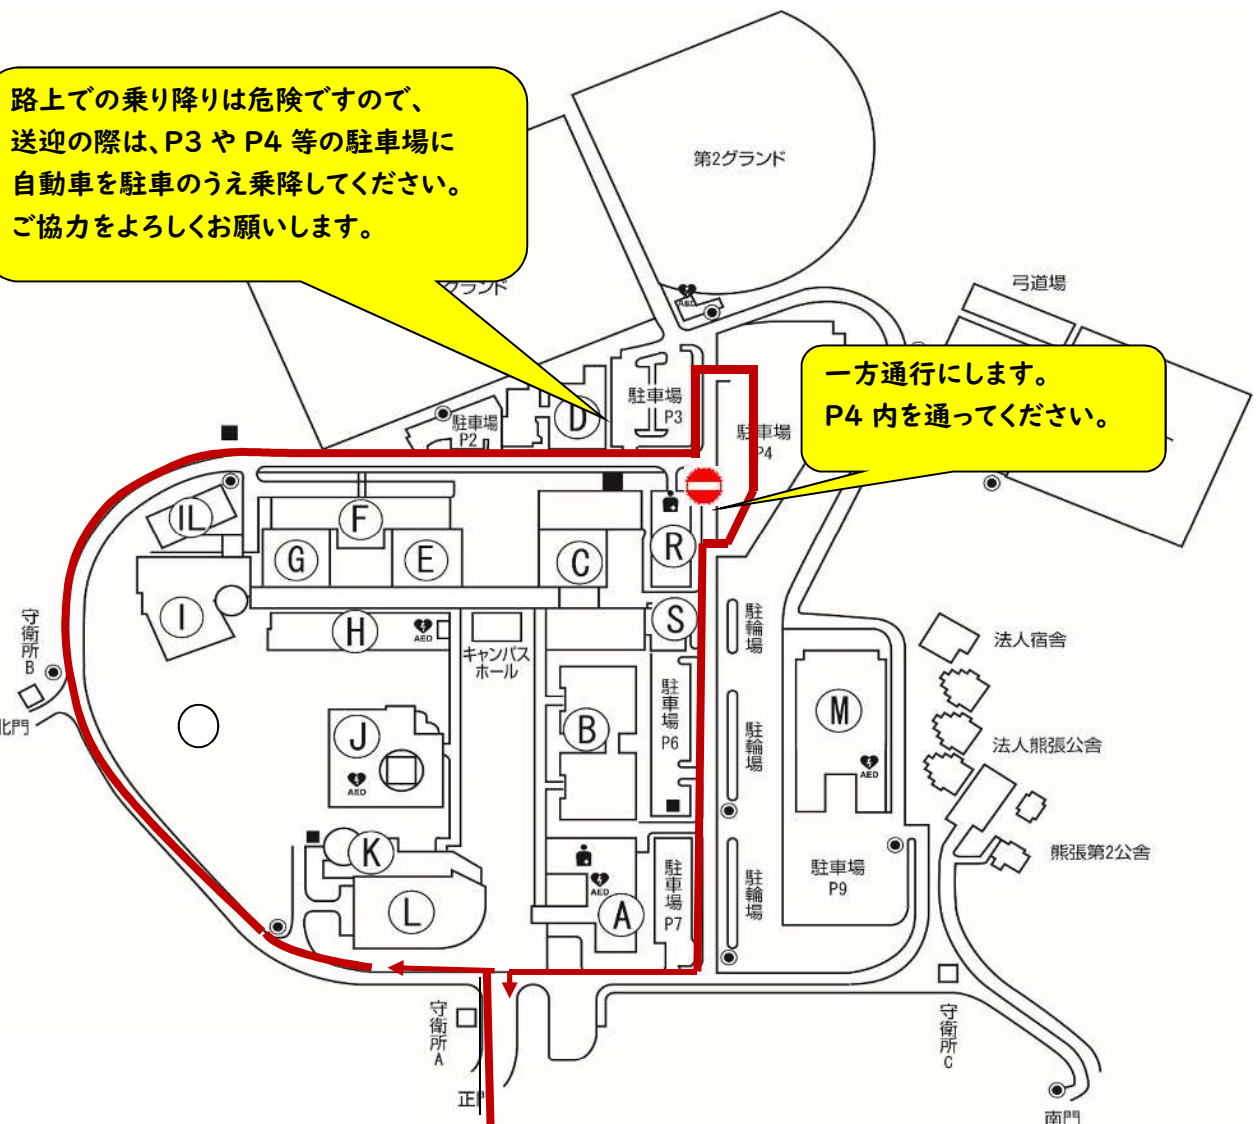 路上での乗り降りは危険ですので、
送迎の際は、P3 や P4 等の駐車場に
自動車を駐車のうえ乗降してください。
ご協力をよろしくお願いします。
第2グランド
グランド
弓道場
AED
一方通行にします。
P4 内を通ってください。
駐車場
P3
駐車場
P2
D
駐車場
P4
IL
F
G
E
C
R
I
H
AED
キャンパス
ホール
S
駐輪場
法人宿舎
守衛所B
北門
J
AED
B
駐車場
P6
駐輪場
M
AED
法人熊張公舎
K
L
AED
A
駐車場
P7
駐輪場
駐車場
P9
熊張第2公舎
守衛所A
正門
守衛所C
南門